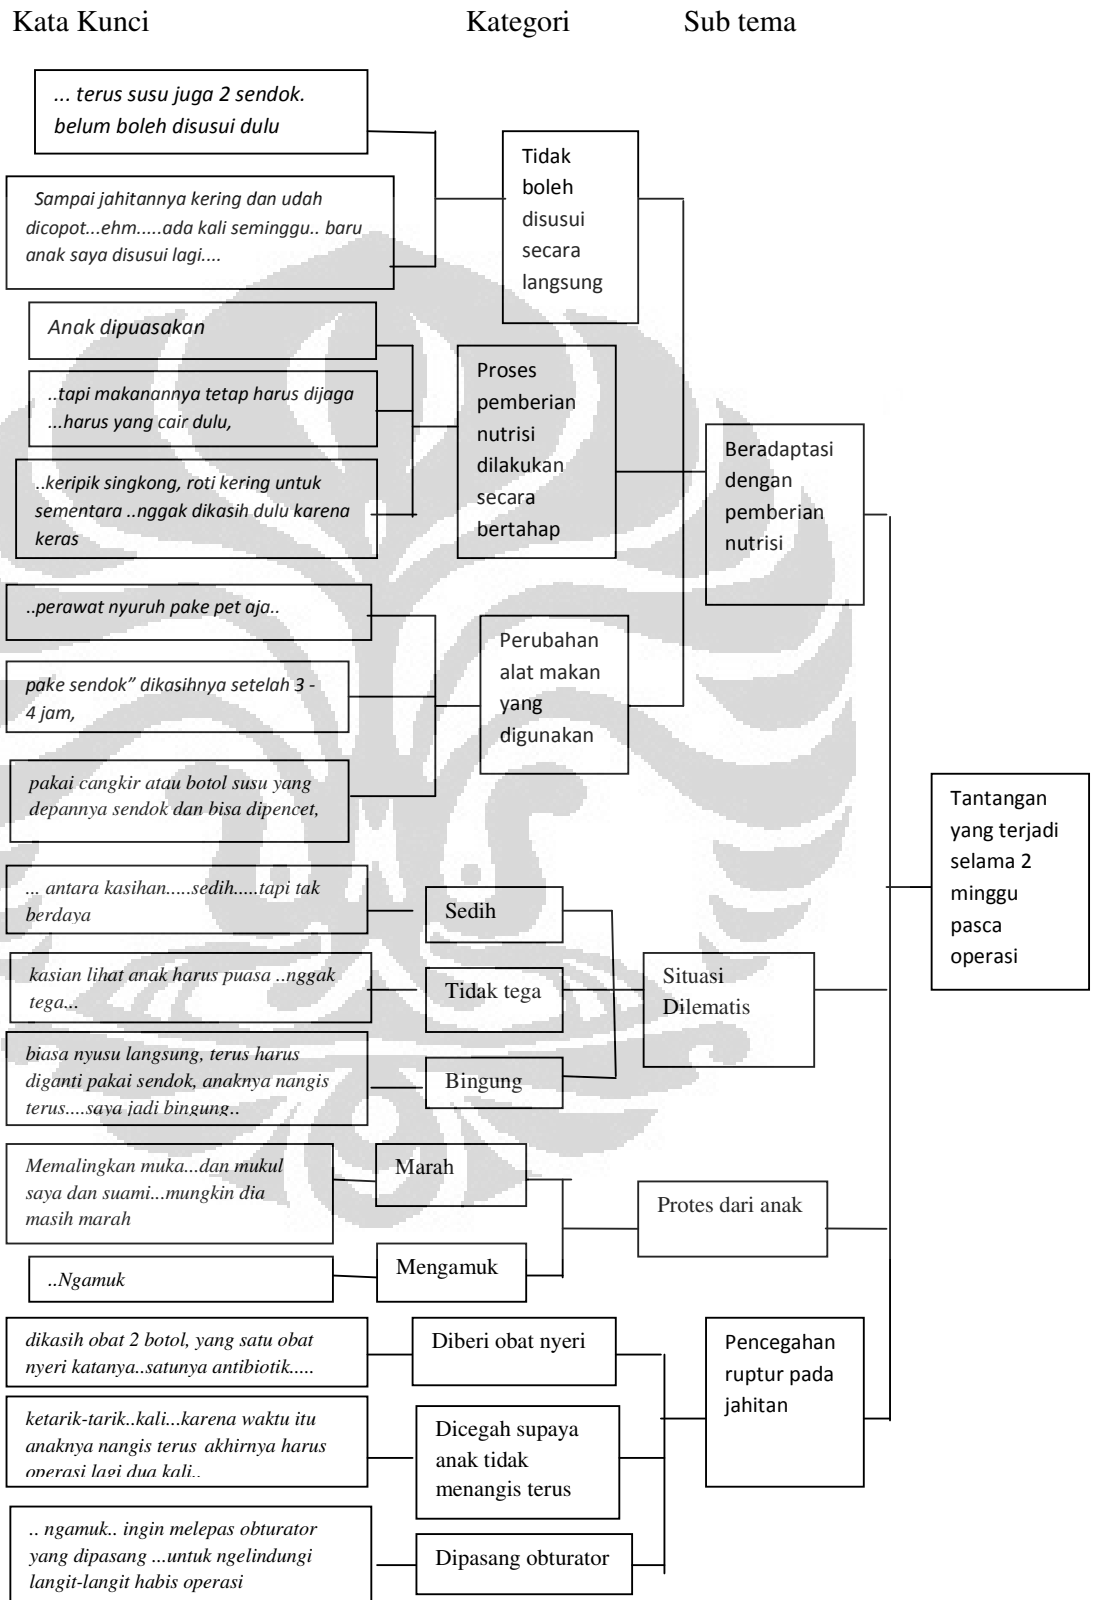 Kata Kunci
Kategori
Sub tema
... terus susu juga 2 sendok.
belum boleh disusui dulu
Sampai jahitannya kering dan udah
dicopot...ehm.....ada kali seminggu.. baru
anak saya disusui lagi....
Tidak
boleh
disusui
secara
langsung
Anak dipuasakan
..tapi makanannya tetap harus dijaga
...harus yang cair dulu,
..keripik singkong, roti kering untuk
sementara ..nggak dikasih dulu karena
keras
Proses
pemberian
nutrisi
dilakukan
secara
bertahap
Beradaptasi
dengan
pemberian
nutrisi
..perawat nyuruh pake pet aja..
pake sendok” dikasihnya setelah 3 -
4 jam,
pakai cangkir atau botol susu yang
depannya sendok dan bisa dipencet,
Perubahan
alat makan
yang
digunakan
Tantangan
yang terjadi
selama 2
minggu
pasca
operasi
... antara kasihan.....sedih.....tapi tak
berdaya
Sedih
kasian lihat anak harus puasa ..nggak
tega...
Tidak tega
Situasi
Dilematis
biasa nyusu langsung, terus harus
diganti pakai sendok, anaknya nangis
terus....saya jadi bingung..
Bingung
Memalingkan muka...dan mukul
saya dan suami...mungkin dia
masih marah
Marah
Protes dari anak
..Ngamuk
Mengamuk
dikasih obat 2 botol, yang satu obat
nyeri katanya..satunya antibiotik.....
Diberi obat nyeri
Pencegahan
ruptur pada
jahitan
ketarik-tarik..kali...karena waktu itu
anaknya nangis terus akhirnya harus
operasi lagi dua kali..
Dicegah supaya
anak tidak
menangis terus
.. ngamuk.. ingin melepas obturator
yang dipasang ...untuk ngelindungi
langit-langit habis operasi
Dipasang obturator